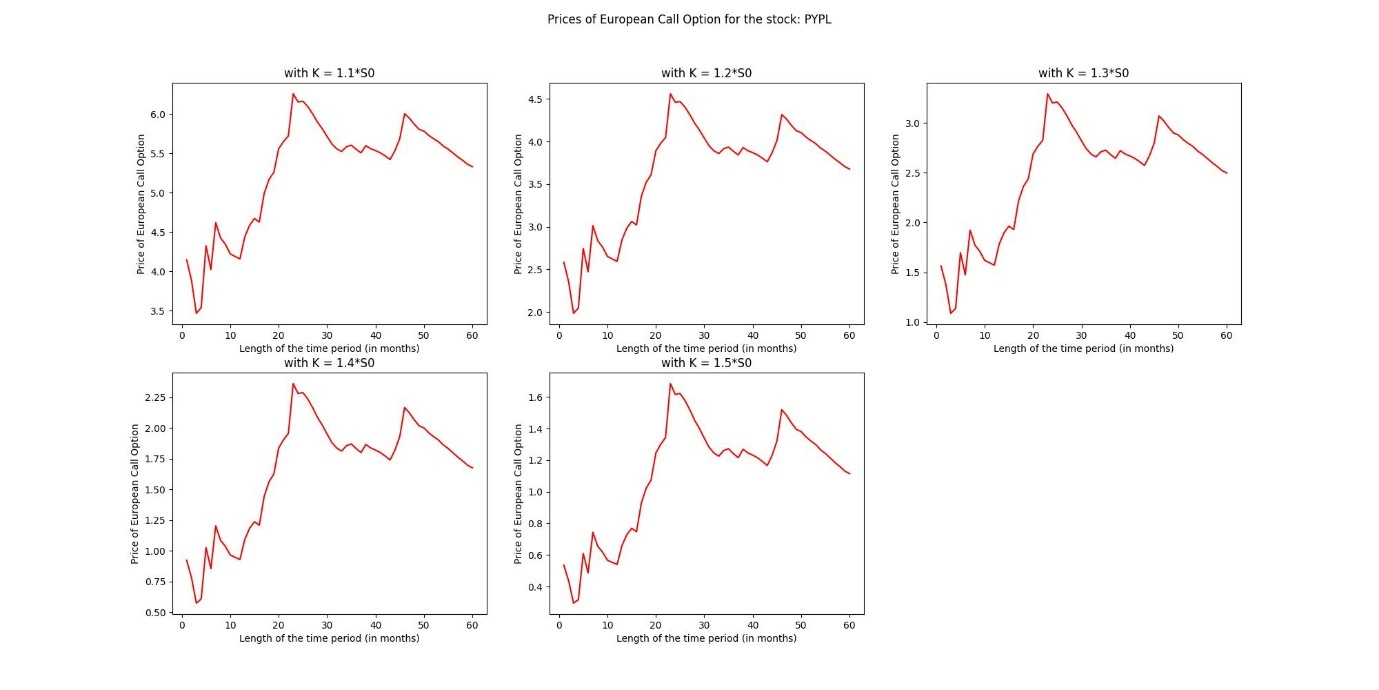 Prices of European Call Option for the stock: PYPL
with K = 1.1*S0
Price of European Call Option
6.0
5.5
5.0
4.5
4.0
3.5
0 10 20 30 40 50 60
Length of the time period (in months)
with K = 1.2*S0
Price of European Call Option
4.5
4.0
3.5
3.0
2.5
2.0
0 10 20 30 40 50 60
Length of the time period (in months)
with K = 1.3*S0
Price of European Call Option
3.0
2.5
2.0
1.5
1.0
0 10 20 30 40 50 60
Length of the time period (in months)
with K = 1.4*S0
Price of European Call Option
2.25
2.00
1.75
1.50
1.25
1.00
0.75
0.50
0 10 20 30 40 50 60
Length of the time period (in months)
with K = 1.5*S0
Price of European Call Option
1.6
1.4
1.2
1.0
0.8
0.6
0.4
0 10 20 30 40 50 60
Length of the time period (in months)